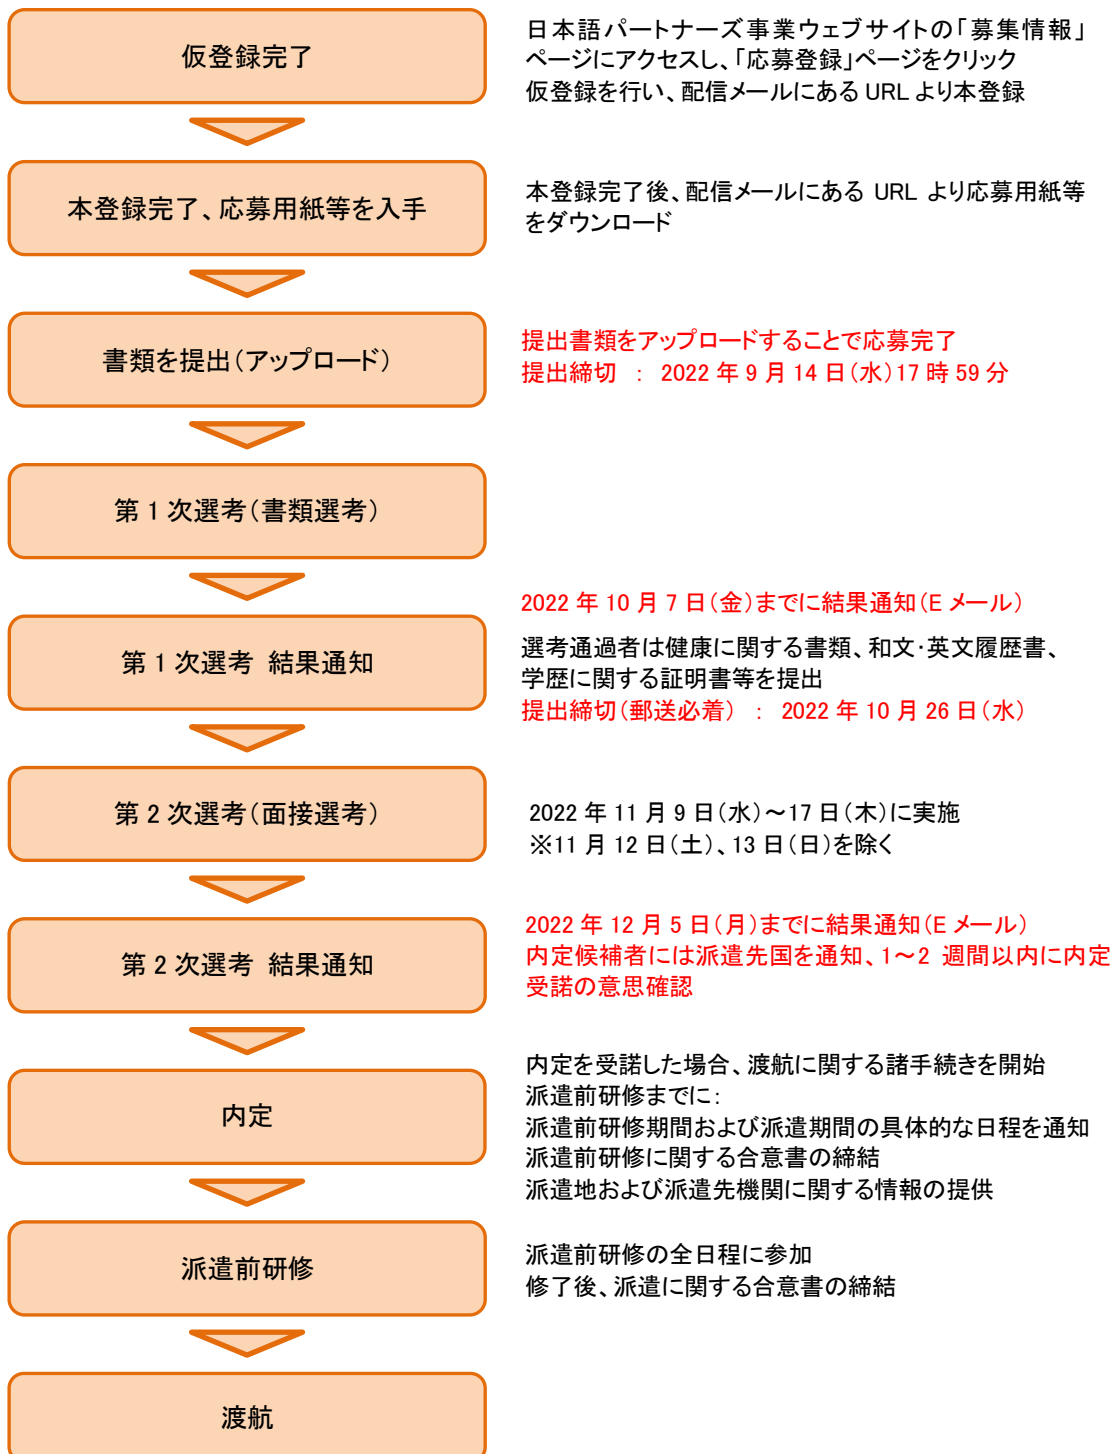 仮登録完了
日本語パートナーズ事業ウェブサイトの「募集情報」
ページにアクセスし、「応募登録」ページをクリック
仮登録を行い、配信メールにある URL より本登録
本登録完了、応募用紙等を入手
本登録完了後、配信メールにある URL より応募用紙等
をダウンロード
書類を提出(アップロード)
提出書類をアップロードすることで応募完了
提出締切 : 2022 年 9 月 14 日(水)17 時 59 分
第 1 次選考(書類選考)
第 1 次選考 結果通知
2022 年 10 月 7 日(金)までに結果通知(E メール)
選考通過者は健康に関する書類、和文・英文履歴書、
学歴に関する証明書等を提出
提出締切(郵送必着) : 2022 年 10 月 26 日(水)
第 2 次選考(面接選考)
2022 年 11 月 9 日(水)~17 日(木)に実施
※11 月 12 日(土)、13 日(日)を除く
第 2 次選考 結果通知
2022 年 12 月 5 日(月)までに結果通知(E メール)
内定候補者には派遣先国を通知、1~2 週間以内に内定
受諾の意思確認
内定
内定を受諾した場合、渡航に関する諸手続きを開始
派遣前研修までに:
派遣前研修期間および派遣期間の具体的な日程を通知
派遣前研修に関する合意書の締結
派遣地および派遣先機関に関する情報の提供
派遣前研修
派遣前研修の全日程に参加
修了後、派遣に関する合意書の締結
渡航